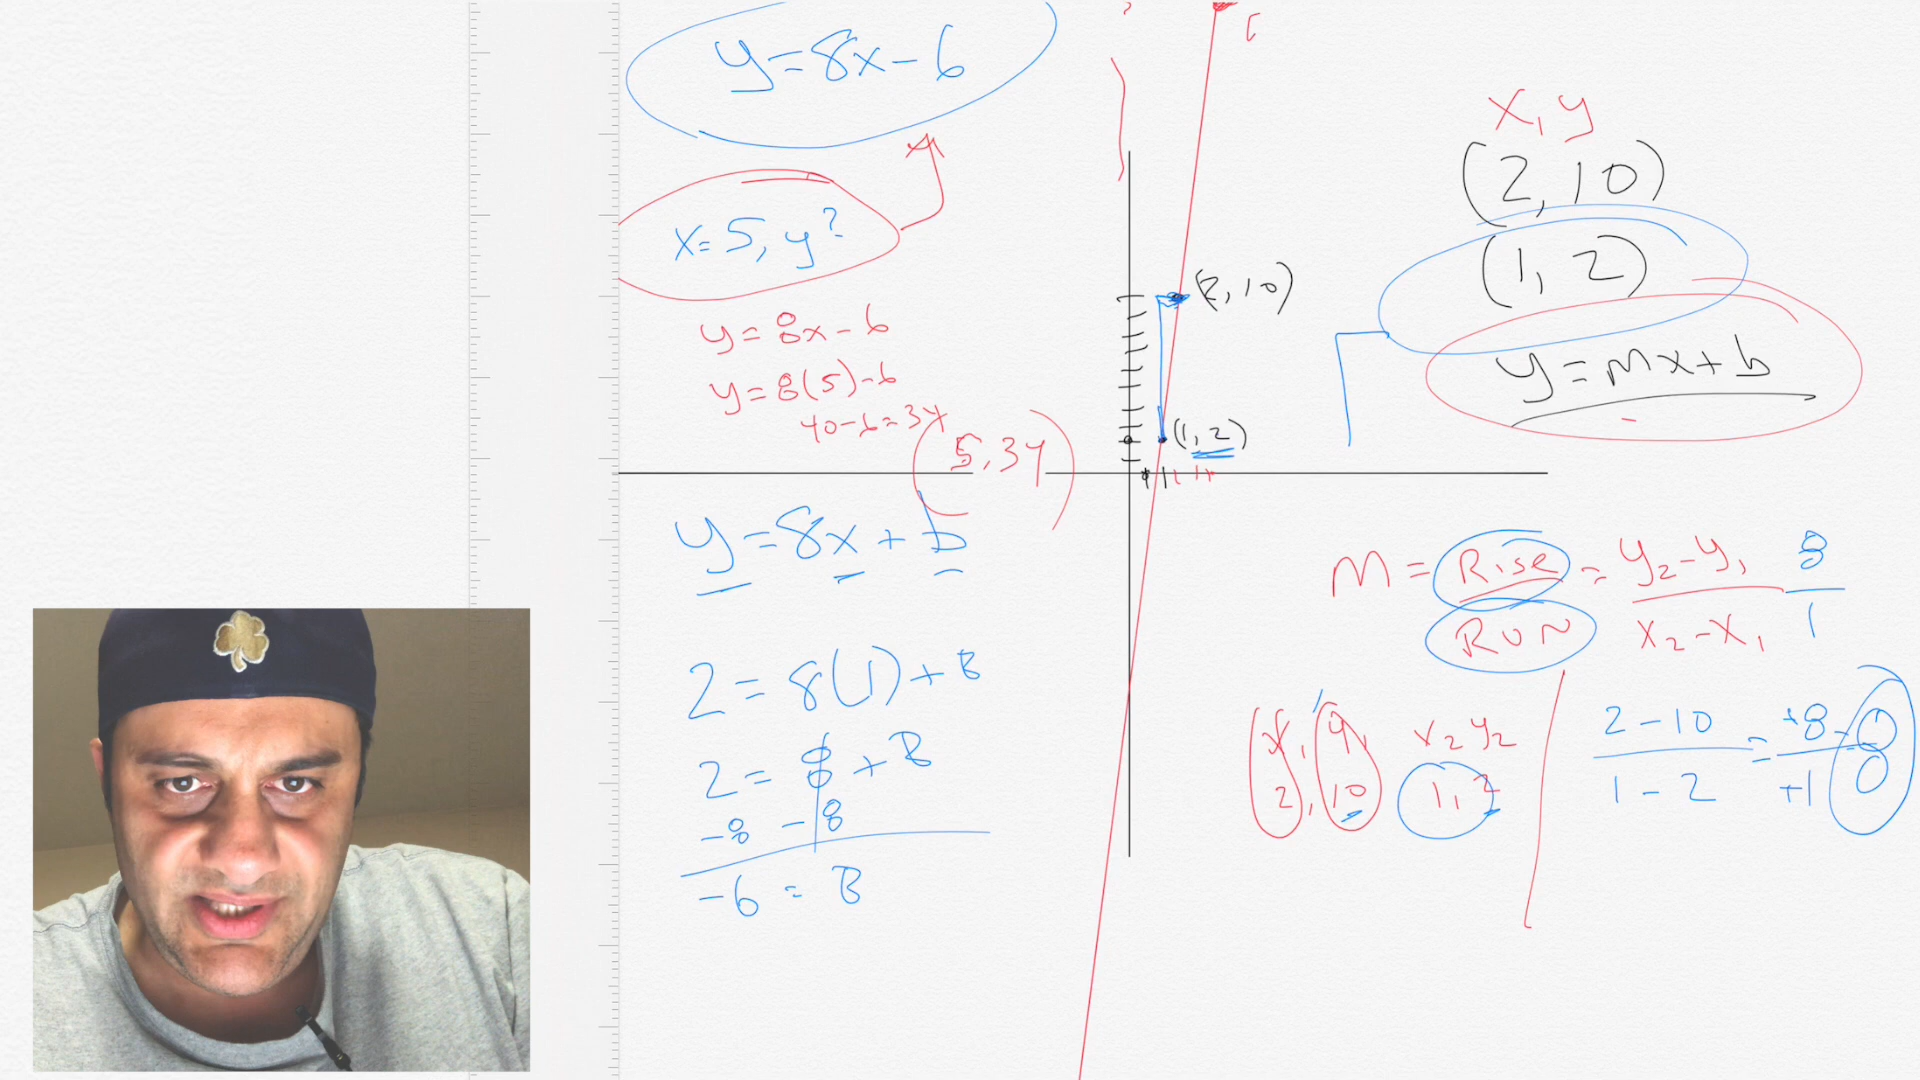 y=8x-6
x=5, y?
y=8x-6
y=8(5)-6
40-6=34
(5,34)
y=8x+b
2=8(1)+B
2=8+B
-8 -8
-6=B
(2,10)
(1,2)
x,y
(2,10)
(1,2)
y=mx+b
M=Rise/RUN=y₂-y₁/x₂-x₁ 8/1
x₁, y₁ x₂ y₂
2, 10 1, 2
2-10/1-2=+8/+1